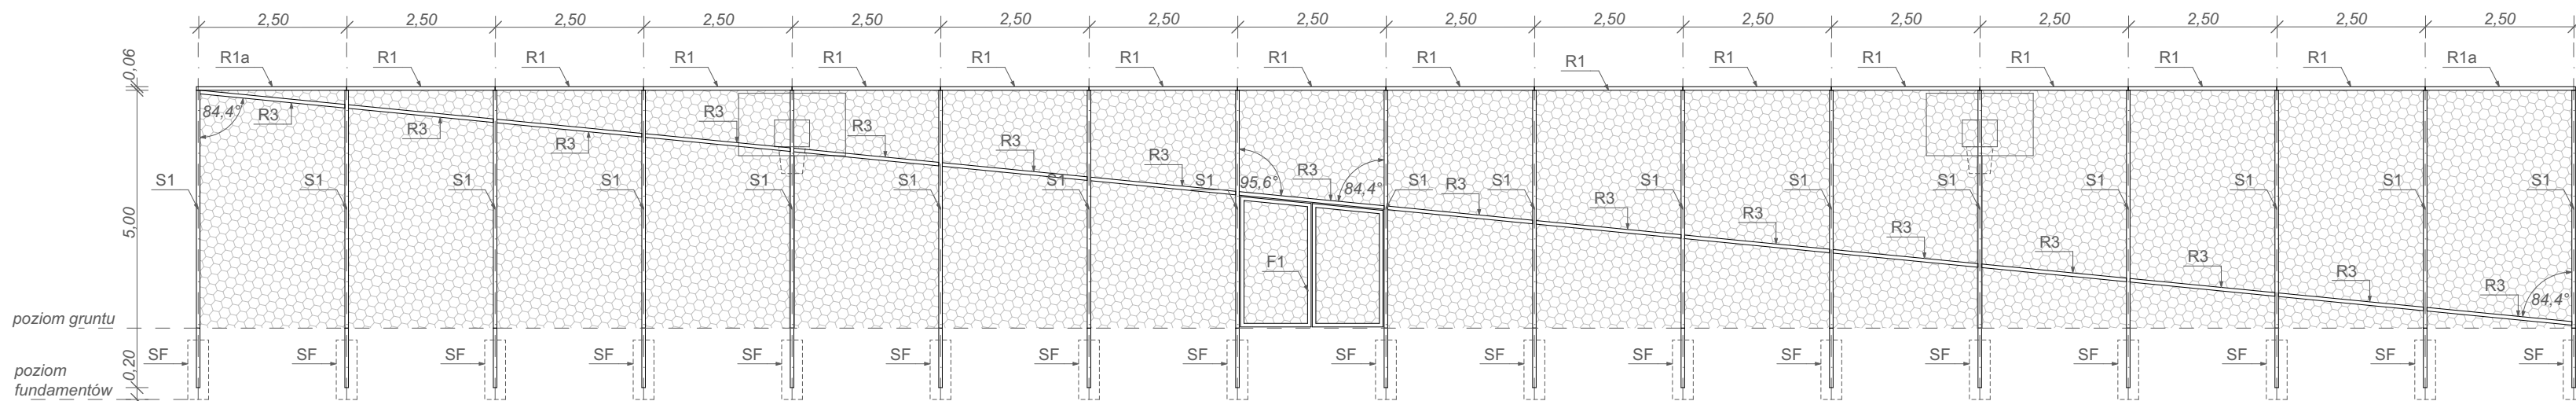 2,50 2,50 2,50 2,50 2,50 2,50 2,50 2,50 2,50 2,50 2,50 2,50 2,50 2,50 2,50 2,50
0,06
R1a R1 R1 R1 R1 R1 R1 R1 R1 R1 R1 R1 R1 R1 R1 R1a
84,4° R3 R3 R3 R3 R3 R3 R3 95,6° R3 84,4° R3 R3 R3 R3 R3 R3 R3 R3 84,4°
S1 S1 S1 S1 S1 S1 S1 S1 S1 S1 S1 S1 S1 S1 S1 S1 S1
5,00
F1
poziom gruntu
SF SF SF SF SF SF SF SF SF SF SF SF SF SF SF SF SF
0,20
poziom
fundamentów